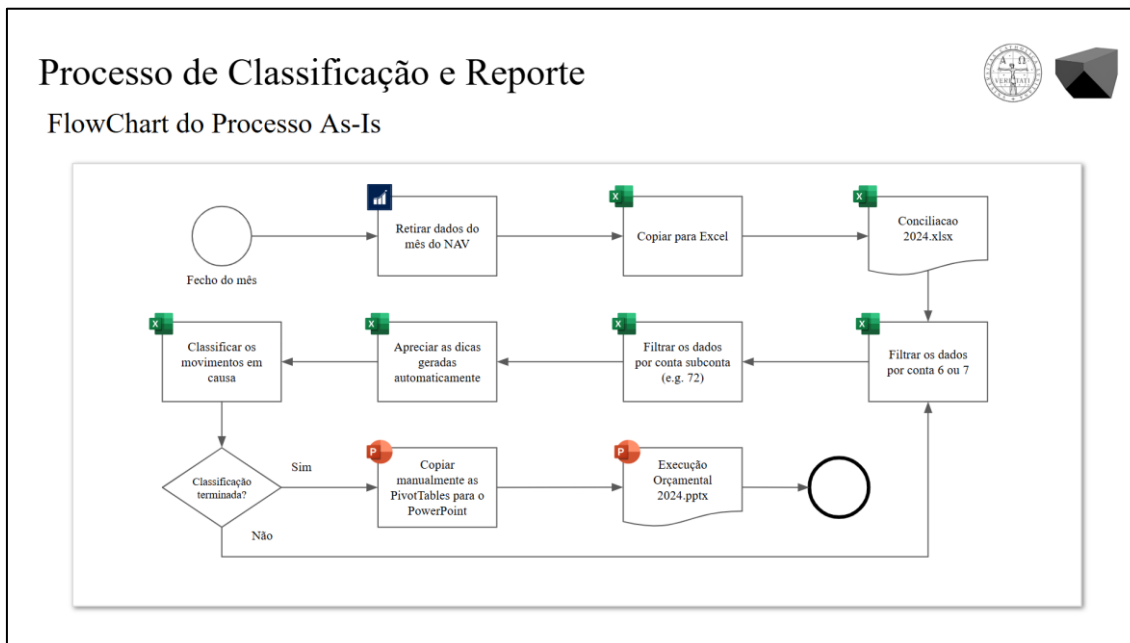 Processo de Classificação e Reporte
FlowChart do Processo As-Is
Fecho do mês
Retirar dados do
mês do NAV
Copiar para Excel
Conciliacao
2024.xlsx
Filtrar os dados
por conta 6 ou 7
Filtrar os dados
por conta subconta
(e.g. 72)
Apreciar as dicas
geradas
automaticamente
Classificar os
movimentos em
causa
Classificação
terminada?
Sim
Não
Copiar
manualmente as
PivotTables para o
PowerPoint
Execução
Orçamental
2024.pptx